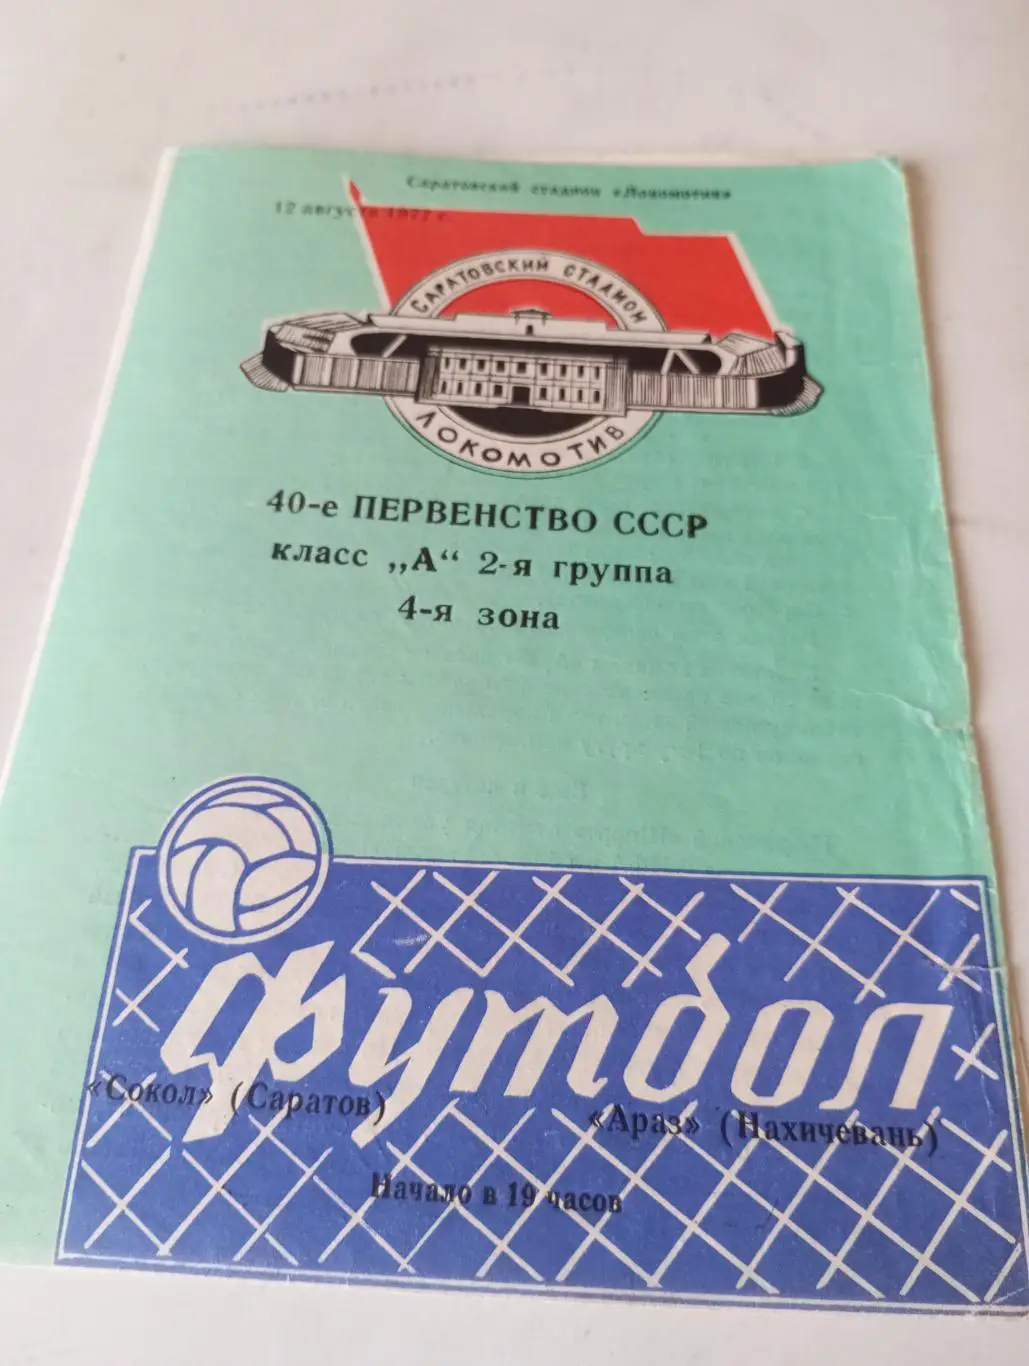 Саратовский стадион «Локомотив»
12 августа 1977 г.
САРАТОВСКИЙ СТАДИОН
ЛОКОМОТИВ
40-е ПЕРВЕНСТВО СССР
класс „А“ 2-я группа
4-я зона
Футбол
«Сокол» (Саратов)
«Араз» (Нахичевань)
Начало в 19 часов